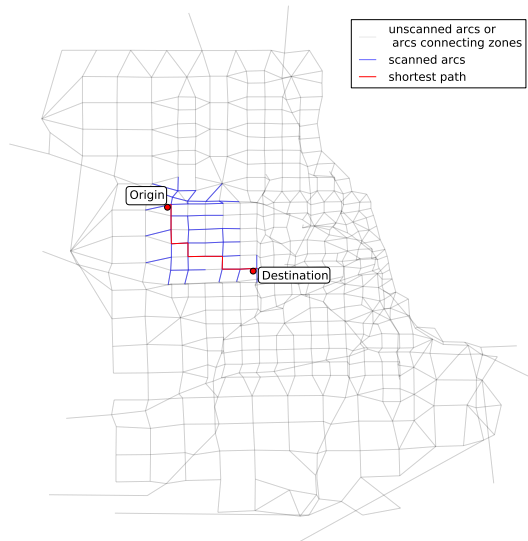 unscanned arcs or
arcs connecting zones
scanned arcs
shortest path
Origin
Destination